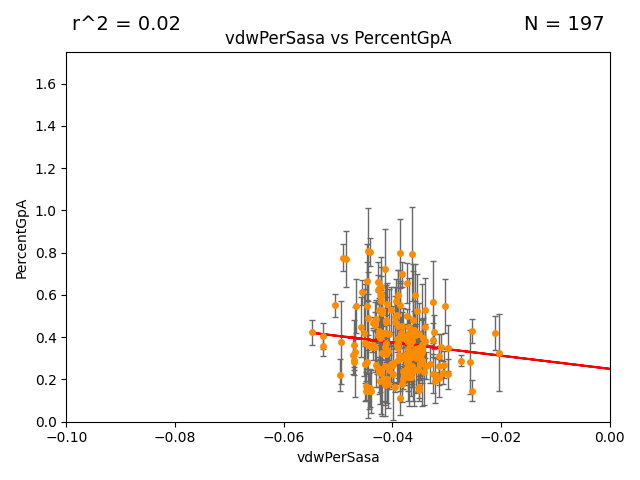 r^2 = 0.02
N = 197
vdwPerSasa vs PercentGpA
PercentGpA
1.6
1.4
1.2
1.0
0.8
0.6
0.4
0.2
0.0
−0.10 −0.08 −0.06 −0.04 −0.02 0.00
vdwPerSasa